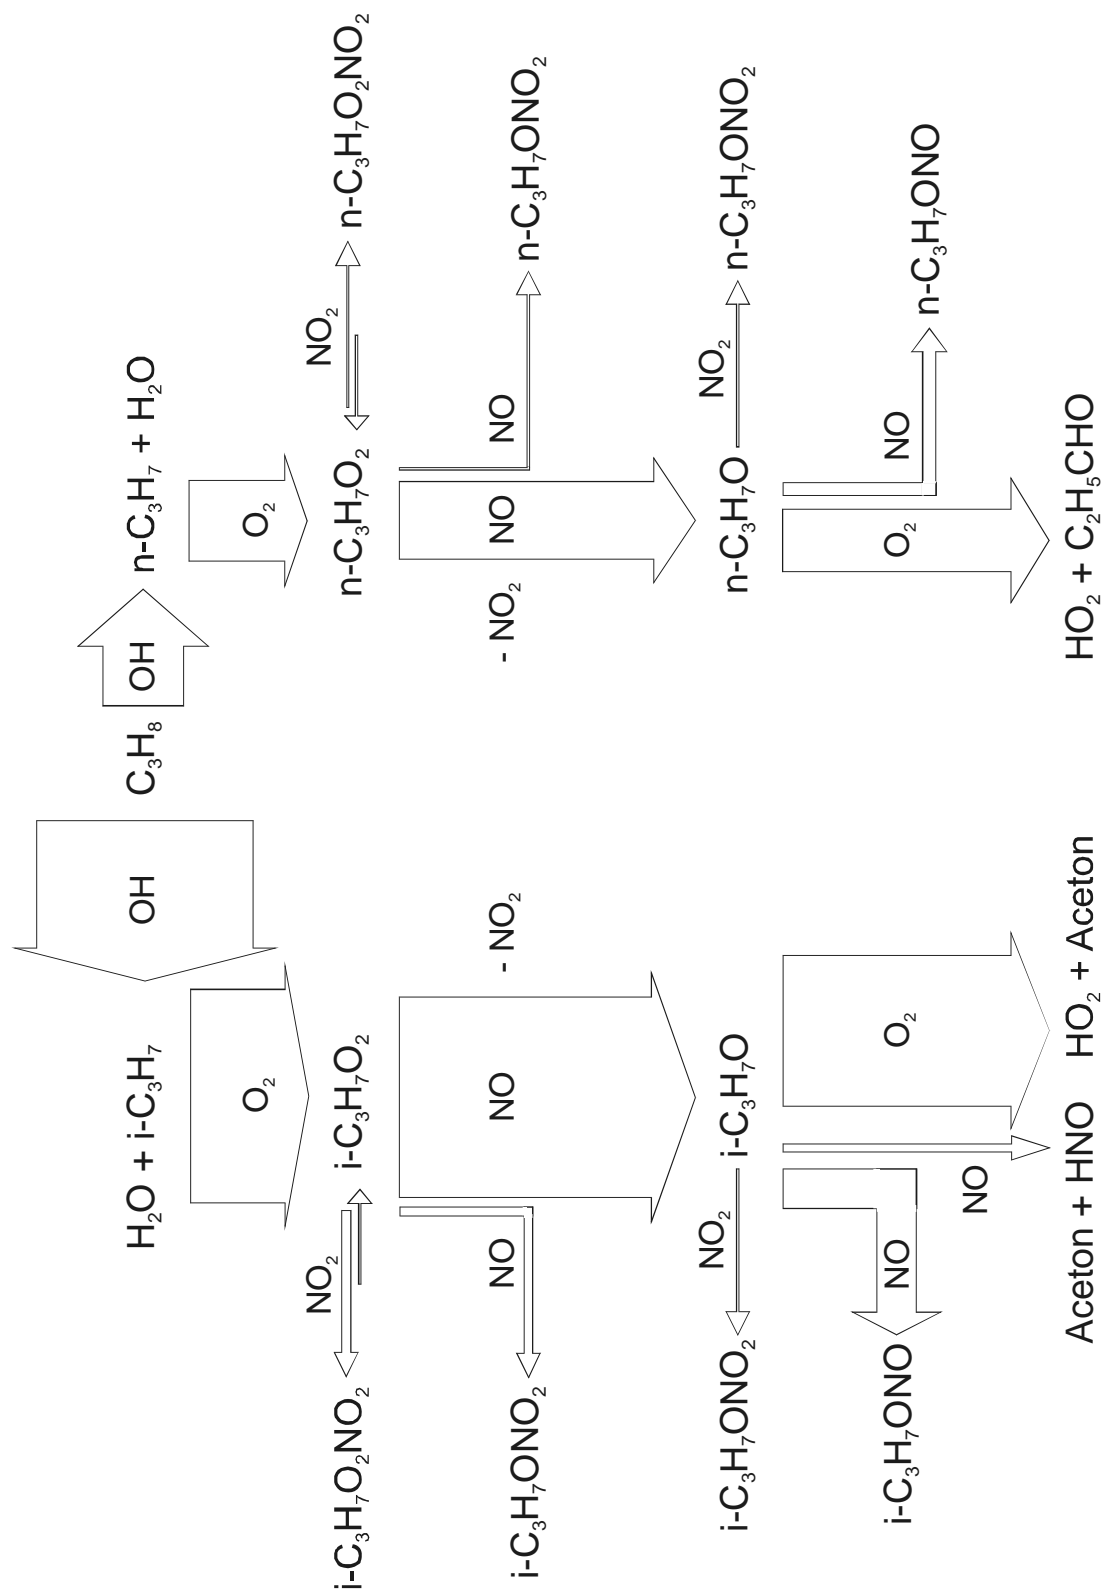 H₂O + i-C₃H₇
OH
C₃H₈
OH
n-C₃H₇ + H₂O
O₂
O₂
NO₂
NO₂
i-C₃H₇O₂NO₂
i-C₃H₇O₂
n-C₃H₇O₂
n-C₃H₇O₂NO₂
NO
NO
- NO₂
- NO₂
NO
NO
i-C₃H₇ONO₂
n-C₃H₇ONO₂
NO₂
NO₂
i-C₃H₇ONO₂
i-C₃H₇O
n-C₃H₇O
n-C₃H₇ONO₂
i-C₃H₇ONO
NO
O₂
O₂
NO
n-C₃H₇ONO
NO
Aceton + HNO
HO₂ + Aceton
HO₂ + C₂H₅CHO